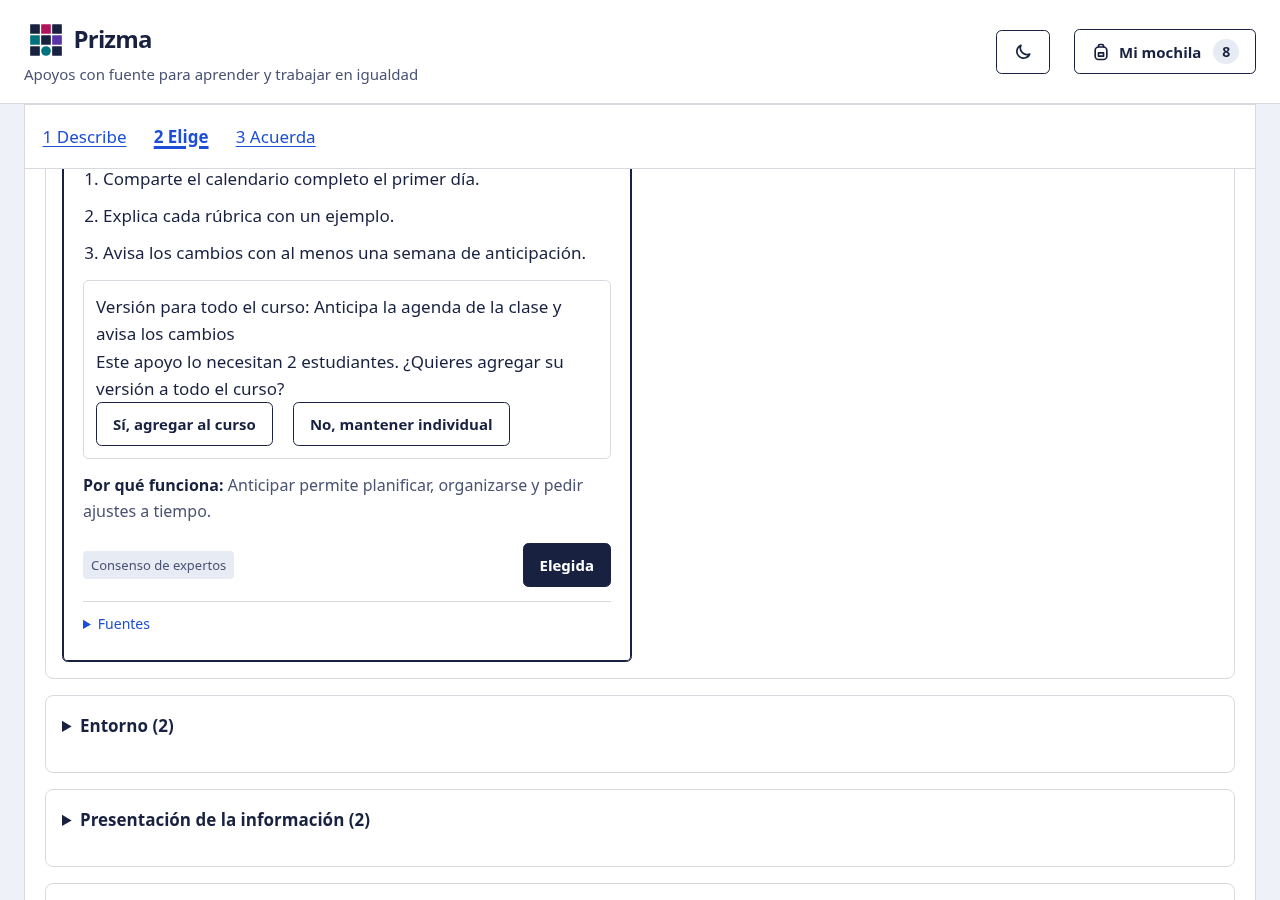 Prizma
Apoyos con fuente para aprender y trabajar en igualdad
Mi mochila 8
1 Describe 2 Elige 3 Acuerda
1. Comparte el calendario completo el primer día.
2. Explica cada rúbrica con un ejemplo.
3. Avisa los cambios con al menos una semana de anticipación.
Versión para todo el curso: Anticipa la agenda de la clase y
avisa los cambios
Este apoyo lo necesitan 2 estudiantes. ¿Quieres agregar su
versión a todo el curso?
Sí, agregar al curso No, mantener individual
Por qué funciona: Anticipar permite planificar, organizarse y pedir
ajustes a tiempo.
Consenso de expertos Elegida
Fuentes
Entorno (2)
Presentación de la información (2)